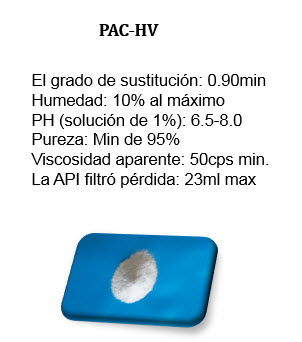 PAC-HV
El grado de sustitución: 0.90min
Humedad: 10% al máximo
PH (solución de 1%): 6.5-8.0
Pureza: Min de 95%
Viscosidad aparente: 50cps min.
La API filtró pérdida: 23ml max